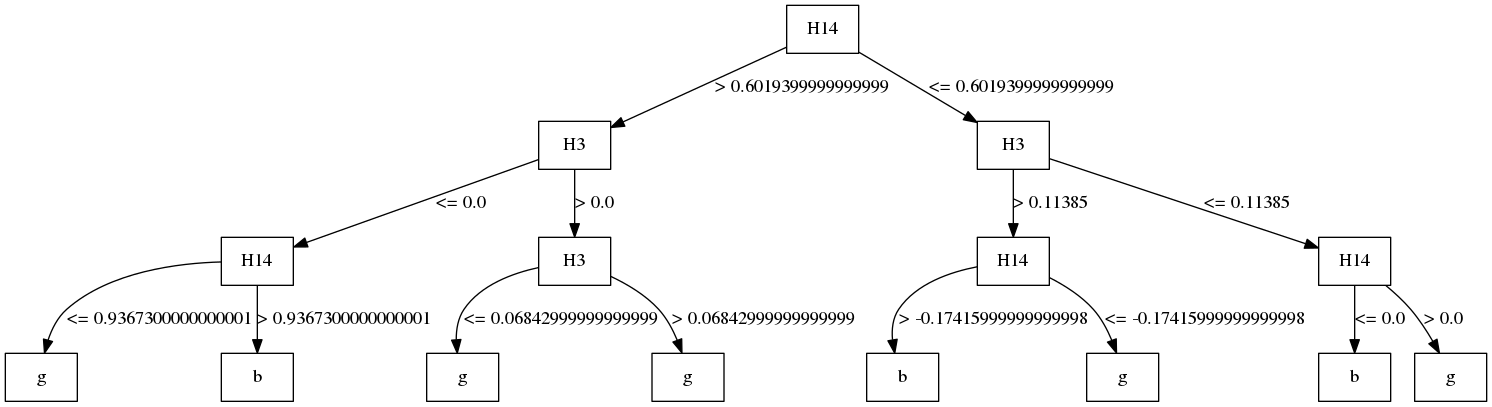 H14
> 0.6019399999999999
<= 0.6019399999999999
H3
H3
<= 0.0
> 0.0
> 0.11385
<= 0.11385
H14
H3
H14
H14
<= 0.9367300000000001
> 0.9367300000000001
<= 0.06842999999999999
> 0.06842999999999999
> -0.17415999999999998
<= -0.17415999999999998
<= 0.0
> 0.0
g
b
g
g
b
g
b
g